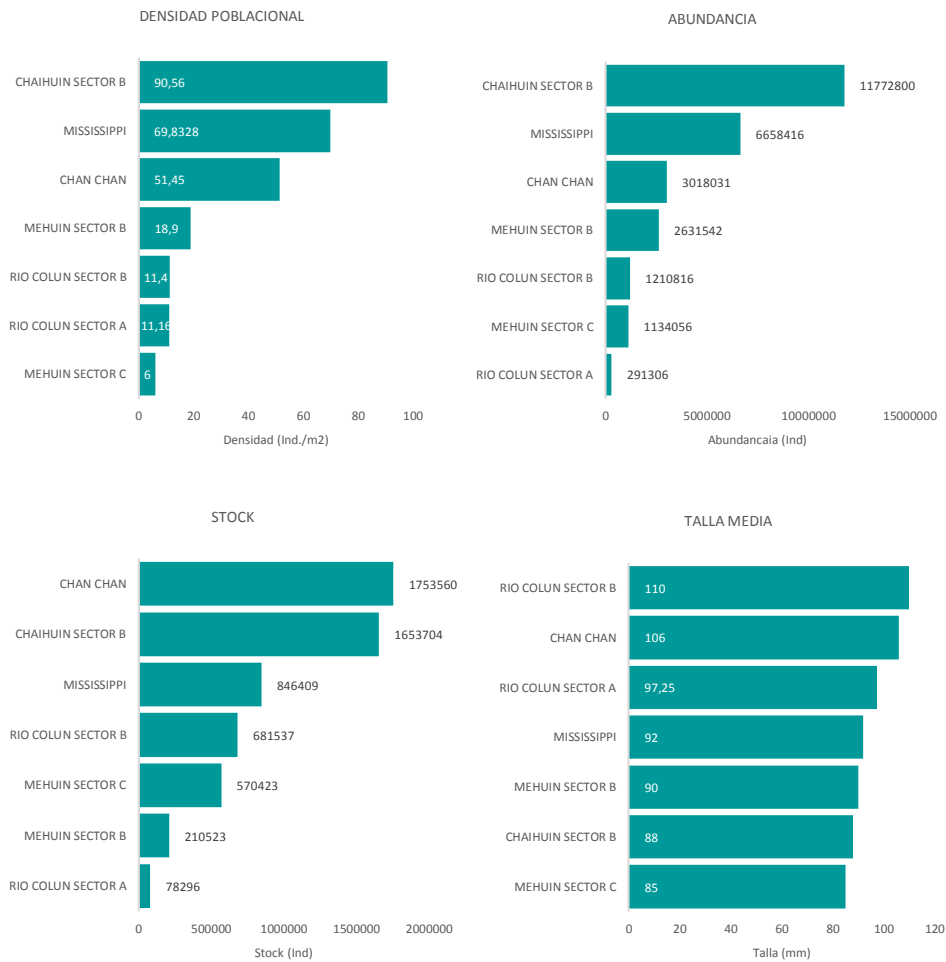 DENSIDAD POBLACIONAL
CHAIHUIN SECTOR B 90,56
MISSISSIPPI 69,8328
CHAN CHAN 51,45
MEHUIN SECTOR B 18,9
RIO COLUN SECTOR B 11,4
RIO COLUN SECTOR A 11,16
MEHUIN SECTOR C 6
0 20 40 60 80 100
Densidad (Ind./m2)
ABUNDANCIA
CHAIHUIN SECTOR B 11772800
MISSISSIPPI 6658416
CHAN CHAN 3018031
MEHUIN SECTOR B 2631542
RIO COLUN SECTOR B 1210816
MEHUIN SECTOR C 1134056
RIO COLUN SECTOR A 291306
0 5000000 10000000 15000000
Abundancaia (Ind)
STOCK
CHAN CHAN 1753560
CHAIHUIN SECTOR B 1653704
MISSISSIPPI 846409
RIO COLUN SECTOR B 681537
MEHUIN SECTOR C 570423
MEHUIN SECTOR B 210523
RIO COLUN SECTOR A 78296
0 500000 1000000 1500000 2000000
Stock (Ind)
TALLA MEDIA
RIO COLUN SECTOR B 110
CHAN CHAN 106
RIO COLUN SECTOR A 97,25
MISSISSIPPI 92
MEHUIN SECTOR B 90
CHAIHUIN SECTOR B 88
MEHUIN SECTOR C 85
0 20 40 60 80 100 120
Talla (mm)